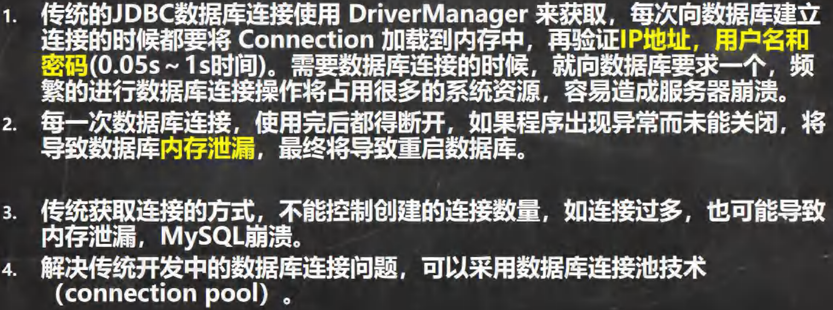 1. 传统的JDBC数据库连接使用 DriverManager 来获取，每次向数据库建立
连接的时候都要将 Connection 加载到内存中，再验证IP地址，用户名和
密码(0.05s～1s时间)。需要数据库连接的时候，就向数据库要求一个，频
繁的进行数据库连接操作将占用很多的系统资源，容易造成服务器崩溃。
2. 每一次数据库连接，使用完后都得断开，如果程序出现异常而未能关闭，将
导致数据库内存泄漏，最终将导致重启数据库。
3. 传统获取连接的方式，不能控制创建的连接数量，如连接过多，也可能导致
内存泄漏，MySQL崩溃。
4. 解决传统开发中的数据库连接问题，可以采用数据库连接池技术
（connection pool）。